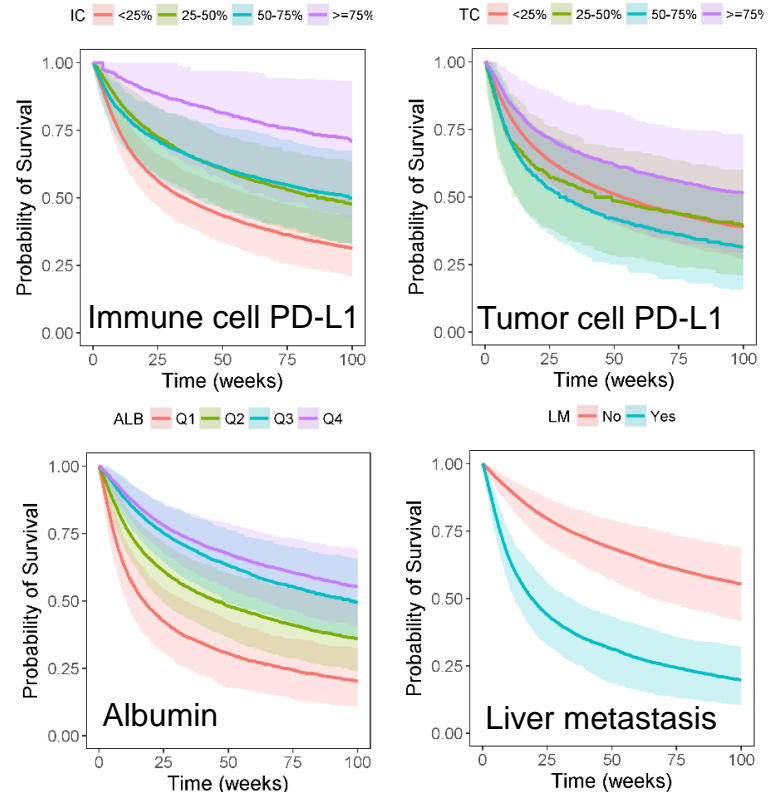 IC <25% 25-50% 50-75% >=75%
1.00
0.75
0.50
0.25
0.00
Probability of Survival
Immune cell PD-L1
0 25 50 75 100
Time (weeks)
TC <25% 25-50% 50-75% >=75%
1.00
0.75
0.50
0.25
0.00
Probability of Survival
Tumor cell PD-L1
0 25 50 75 100
Time (weeks)
ALB Q1 Q2 Q3 Q4
1.00
0.75
0.50
0.25
0.00
Probability of Survival
Albumin
0 25 50 75 100
Time (weeks)
LM No Yes
1.00
0.75
0.50
0.25
0.00
Probability of Survival
Liver metastasis
0 25 50 75 100
Time (weeks)